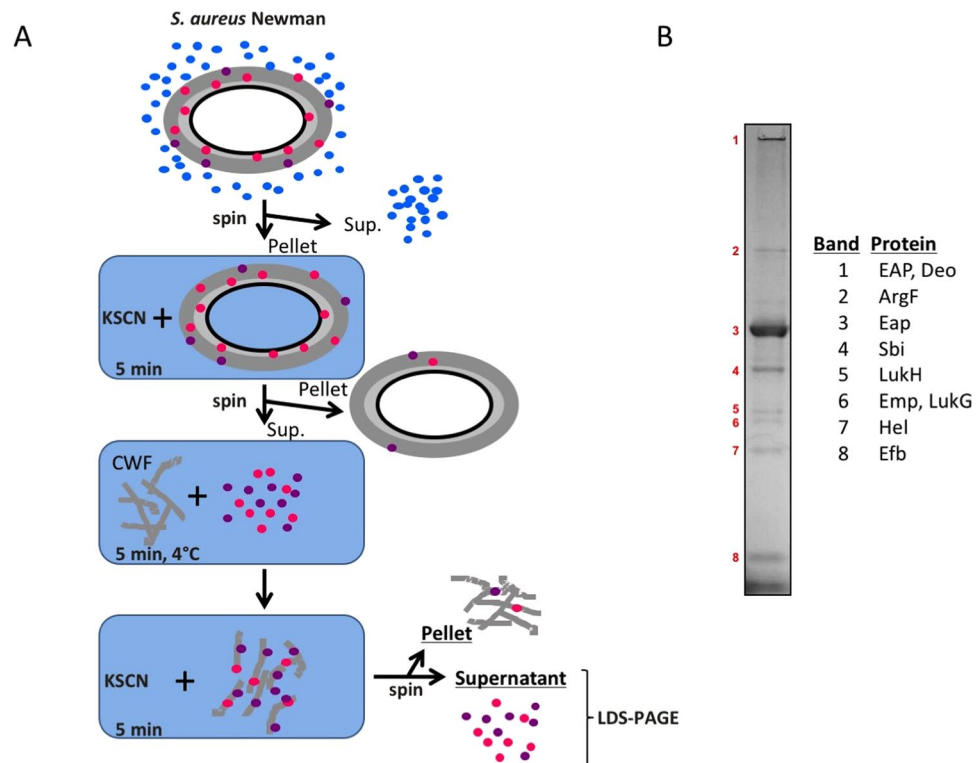 A
S. aureus Newman
spin
Sup.
Pellet
KSCN +
5 min
spin
Pellet
Sup.
CWF
+
5 min, 4°C
KSCN +
5 min
spin
Pellet
Supernatant
LDS-PAGE
B
1
2
3
4
5
6
7
8
Band Protein
1 EAP, Deo
2 ArgF
3 Eap
4 Sbi
5 LukH
6 Emp, LukG
7 Hel
8 Efb